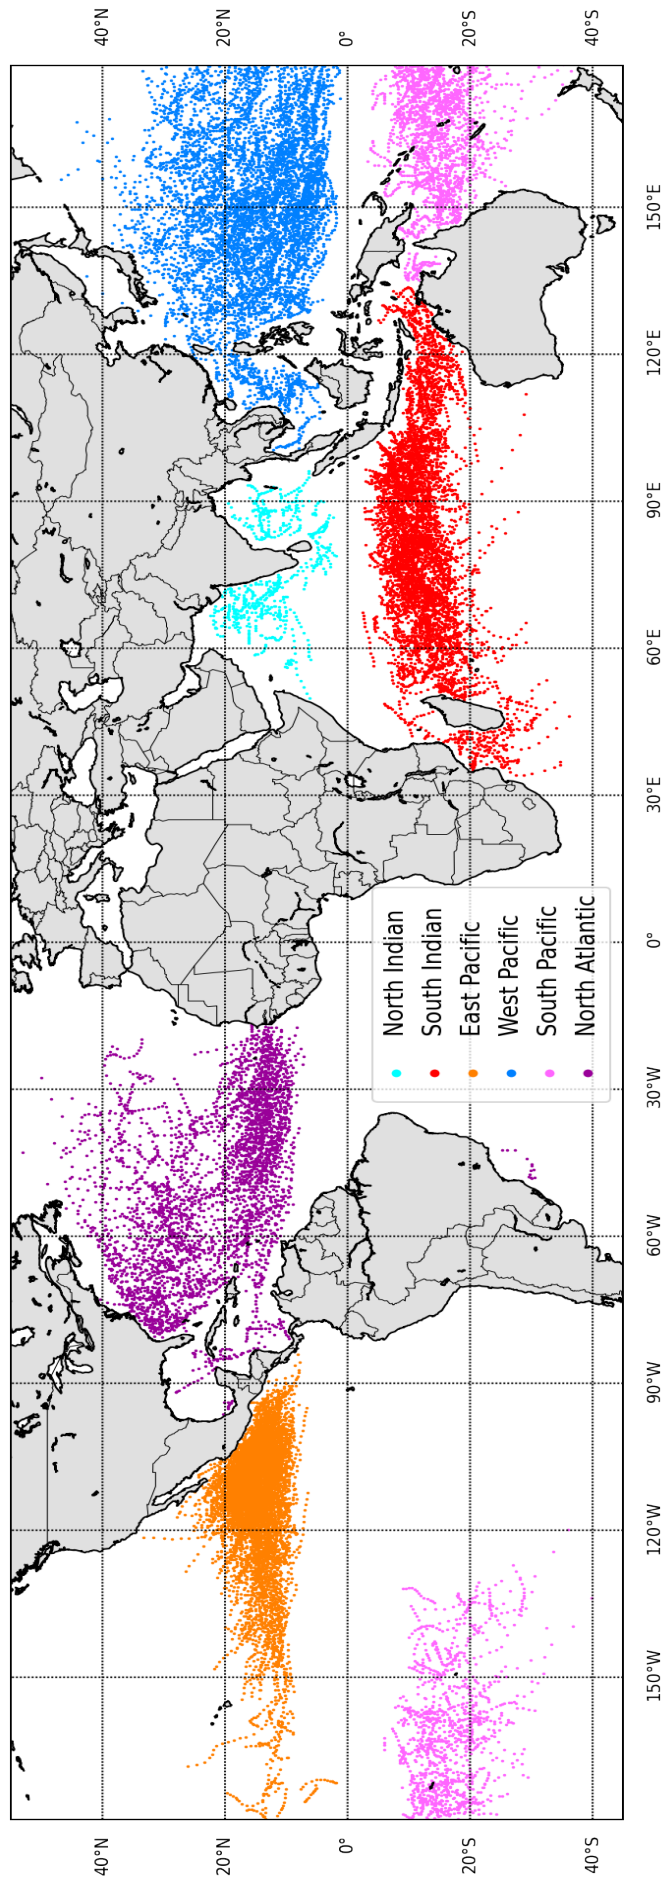 40°N
20°N
0°
20°S
40°S
150°E
120°E
90°E
60°E
30°E
0°
30°W
60°W
90°W
120°W
150°W
North Indian
South Indian
East Pacific
West Pacific
South Pacific
North Atlantic
40°N
20°N
0°
20°S
40°S